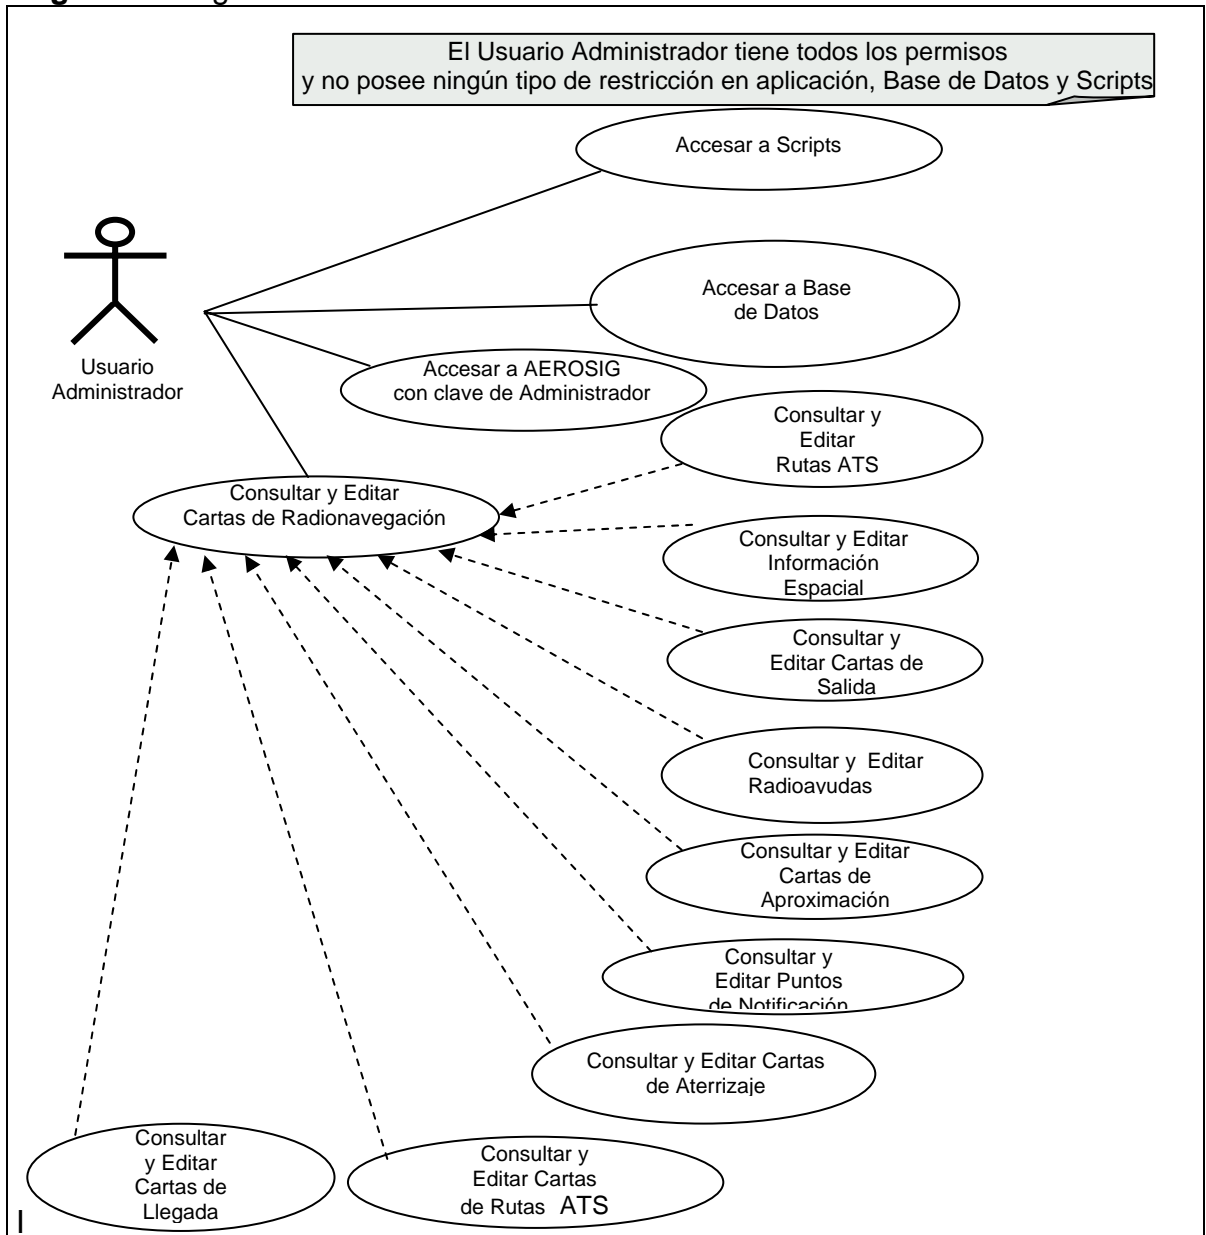 El Usuario Administrador tiene todos los permisos
y no posee ningún tipo de restricción en aplicación, Base de Datos y Scripts
Accesar a Scripts
Accesar a Base
de Datos
Usuario
Administrador
Accesar a AEROSIG
con clave de Administrador
Consultar y
Editar
Rutas ATS
Consultar y Editar
Cartas de Radionavegación
Consultar y Editar
Información
Espacial
Consultar y
Editar Cartas de
Salida
Consultar y Editar
Radioayudas
Consultar y Editar
Cartas de
Aproximación
Consultar y
Editar Puntos
de Notificación
Consultar y Editar Cartas
de Aterrizaje
Consultar
y Editar
Cartas de
Llegada
Consultar y
Editar Cartas
de Rutas ATS